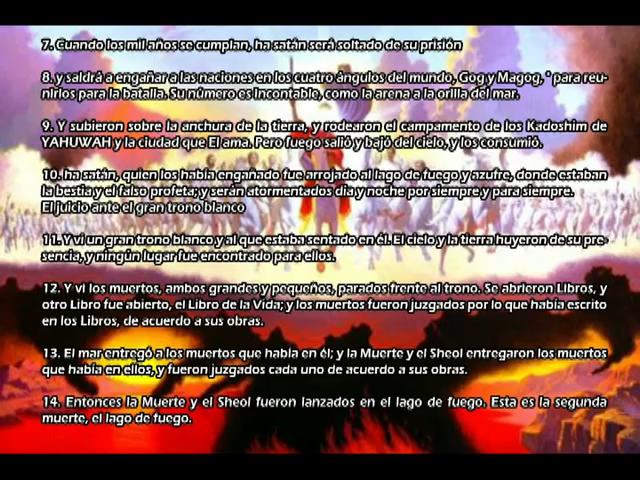 7. Cuando los mil años se cumplan, ha satán será soltado de su prisión
8. y saldrá a engañar a las naciones en los cuatro ángulos del mundo, Gog y Magog, * para reu-
nirlos para la batalla. Su número es incontable, como la arena a la orilla del mar.
9. Y subieron sobre la anchura de la tierra, y rodearon el campamento de los Kadoshim de
YAHUWAH y la ciudad que El ama. Pero fuego salió y bajó del cielo, y los consumió.
10. ha satán, quien los había engañado fue arrojado al lago de fuego y azufre, donde estaban
la bestia y el falso profeta; y serán atormentados dia y noche por siempre y para siempre.
El juicio ante el gran trono blanco
11. Y vi un gran trono blanco y al que estaba sentado en él. El cielo y la tierra huyeron de su pre-
sencia, y ningún lugar fue encontrado para ellos.
12. Y vi los muertos, ambos grandes y pequeños, parados frente al trono. Se abrieron Libros, y
otro Libro fue abierto, el Libro de la Vida; y los muertos fueron juzgados por lo que había escrito
en los Libros, de acuerdo a sus obras.
13. El mar entregó a los muertos que había en él; y la Muerte y el Sheol entregaron los muertos
que había en ellos, y fueron juzgados cada uno de acuerdo a sus obras.
14. Entonces la Muerte y el Sheol fueron lanzados en el lago de fuego. Esta es la segunda
muerte, el lago de fuego.